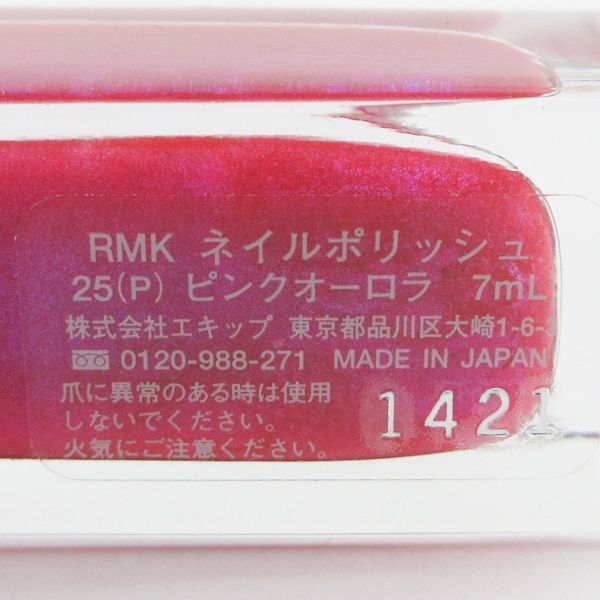 RMK ネイルポリッシュ
25(P) ピンクオーロラ 7mL
株式会社エキップ 東京都品川区大崎1-6-3
0120-988-271 MADE IN JAPAN
爪に異常のある時は使用
しないでください。
火気にご注意ください。
1421